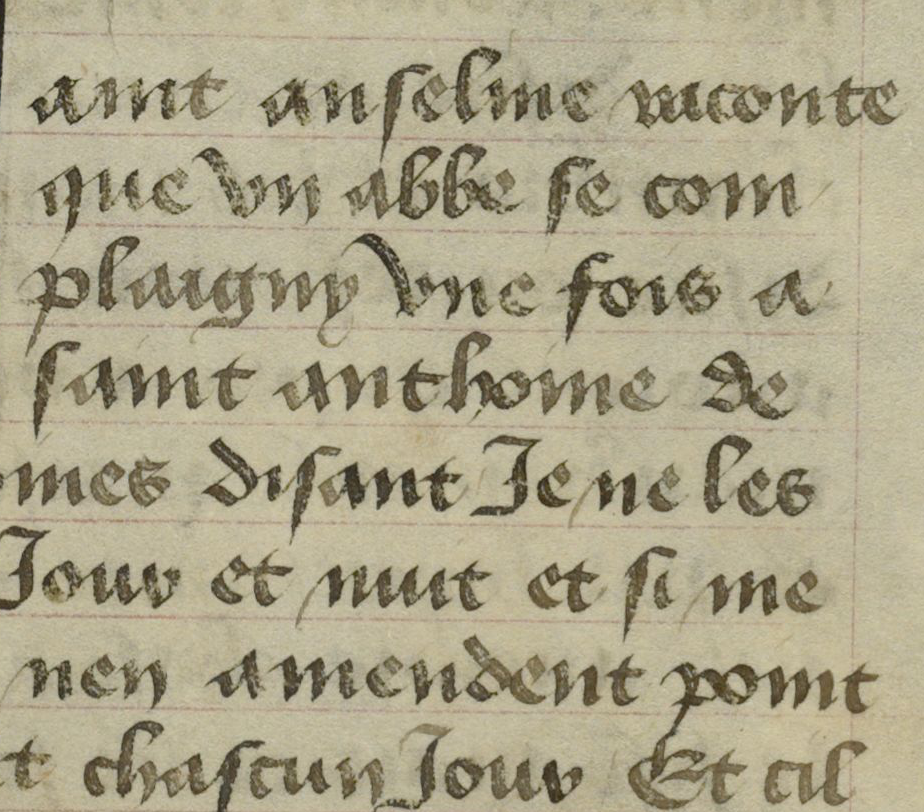 aint anselme raconte
que vn abbe se com
plaigny vne fois a
saint anthoine de
mes disant Je ne les
Jour et nuit et si me
nen amendent point
t chascun Jour Et cil